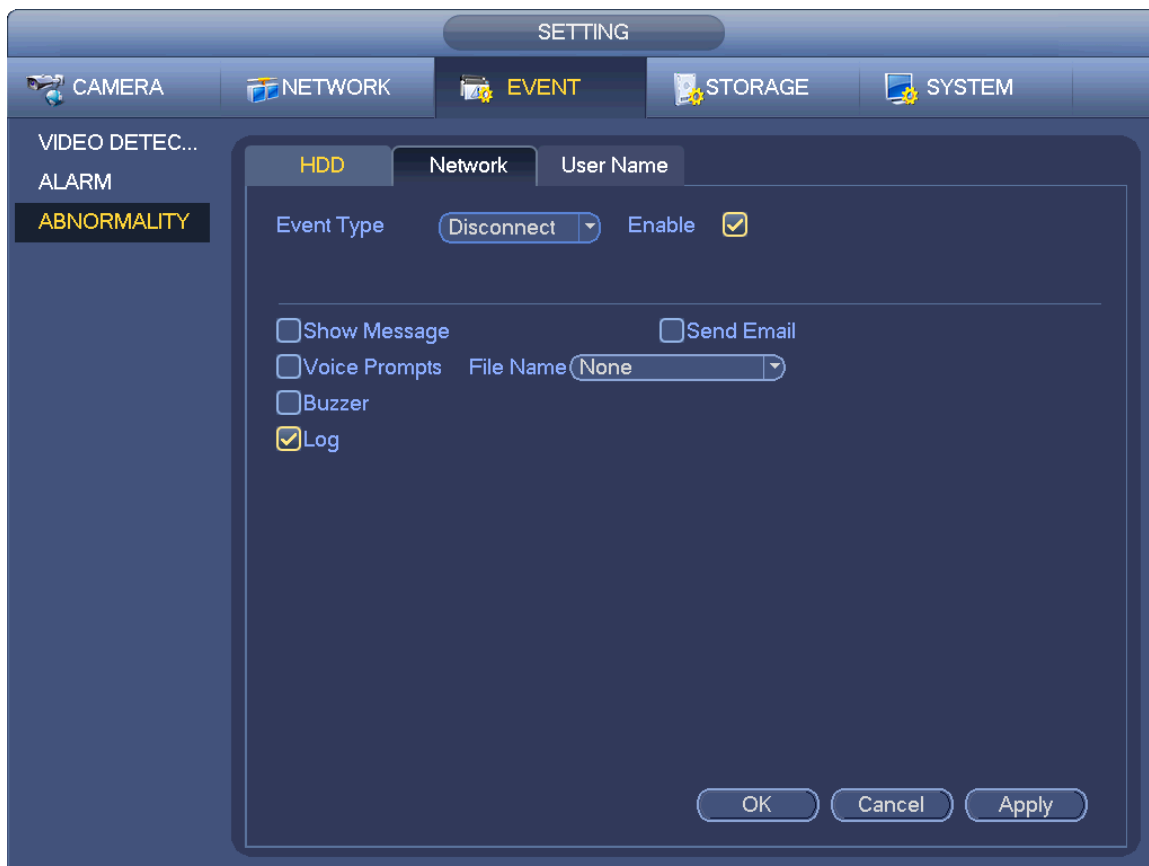 SETTING
CAMERA NETWORK EVENT STORAGE SYSTEM
VIDEO DETEC...
ALARM
ABNORMALITY
HDD Network User Name
Event Type Disconnect Enable
Show Message Send Email
Voice Prompts File Name None
Buzzer
Log
OK Cancel Apply